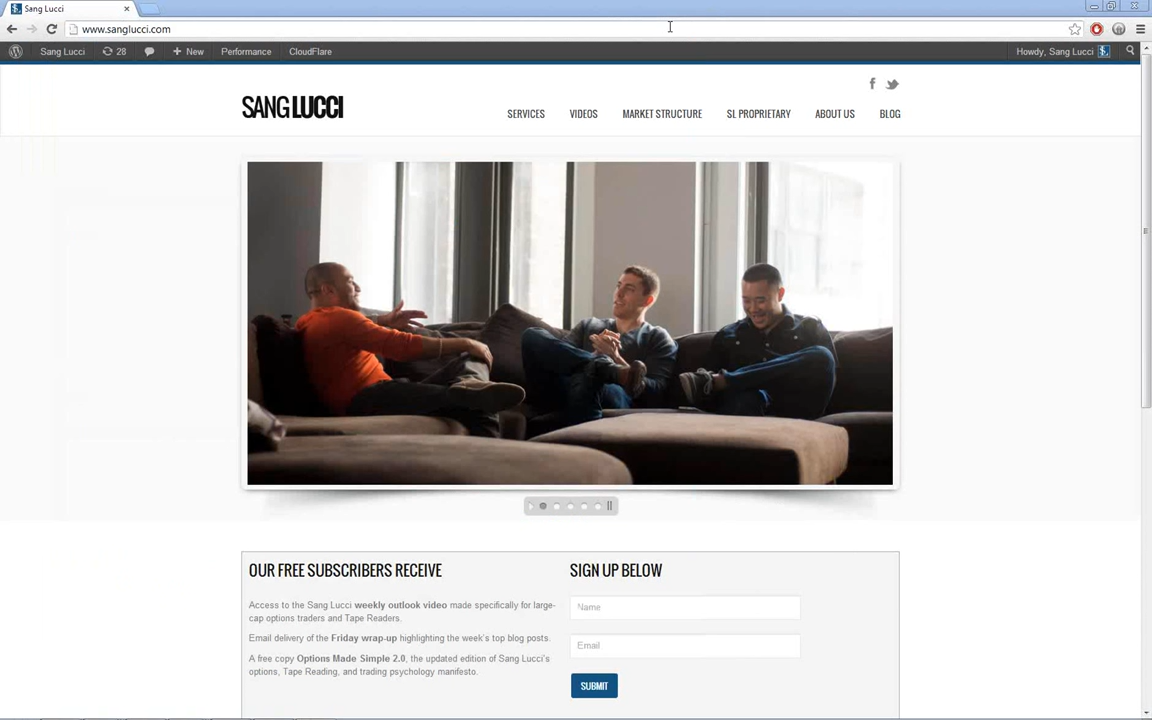 Sang Lucci
www.sanglucci.com
Sang Lucci 28 New Performance CloudFlare Howdy, Sang Lucci
SANGLUCCI
SERVICES VIDEOS MARKET STRUCTURE SL PROPRIETARY ABOUT US BLOG
OUR FREE SUBSCRIBERS RECEIVE
Access to the Sang Lucci weekly outlook video made specifically for large-
cap options traders and Tape Readers.
Email delivery of the Friday wrap-up highlighting the week's top blog posts.
A free copy Options Made Simple 2.0, the updated edition of Sang Lucci's
options, Tape Reading, and trading psychology manifesto.
SIGN UP BELOW
Name
Email
SUBMIT